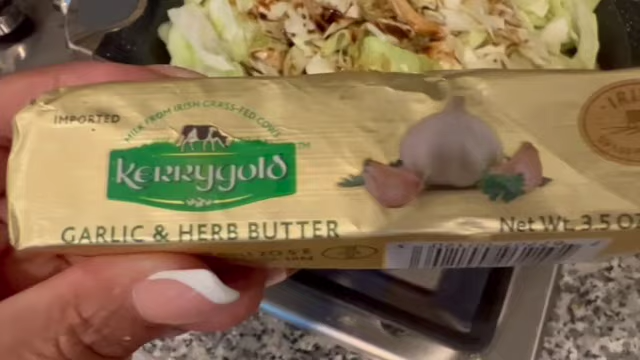 IMPORTED
MILK FROM IRISH GRASS-FED COWS
Kerrygold
GARLIC & HERB BUTTER
Net Wt. 3.5 Oz